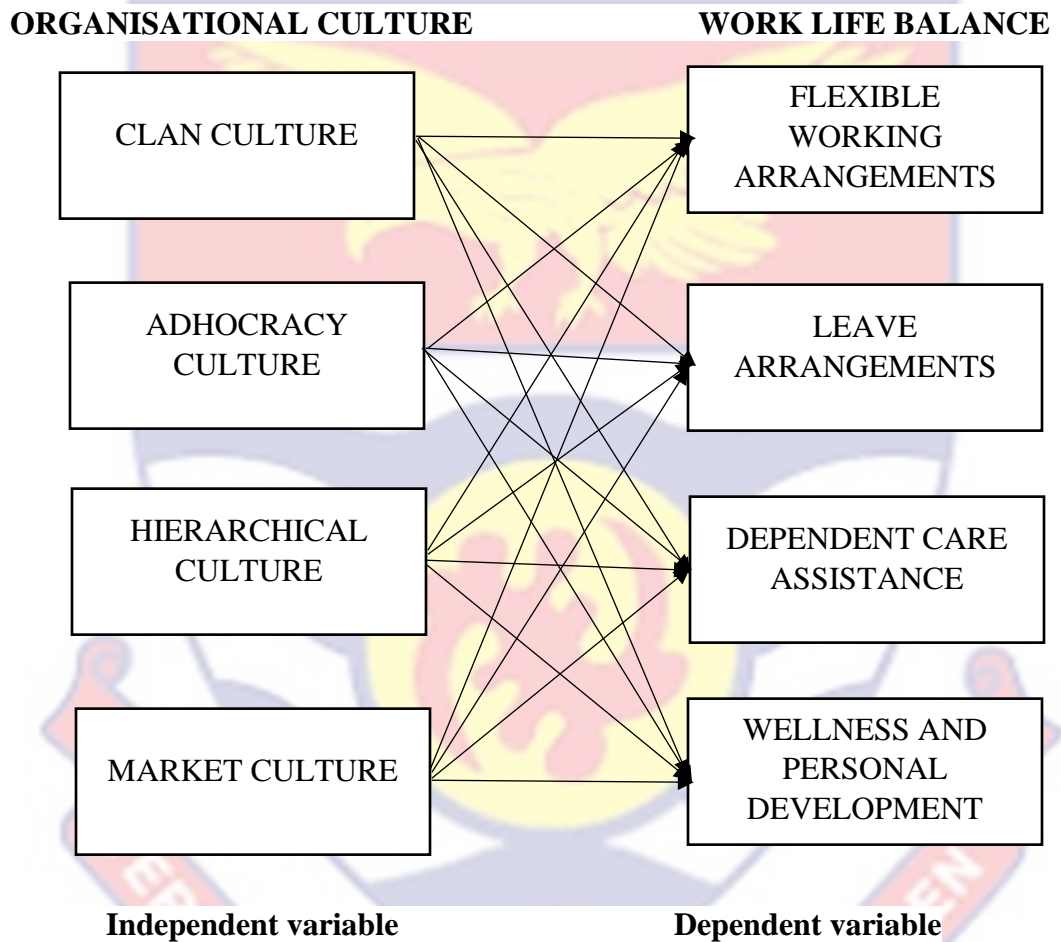 ORGANISATIONAL CULTURE
WORK LIFE BALANCE
CLAN CULTURE
FLEXIBLE
WORKING
ARRANGEMENTS
ADHOCRACY
CULTURE
LEAVE
ARRANGEMENTS
HIERARCHICAL
CULTURE
DEPENDENT CARE
ASSISTANCE
MARKET CULTURE
WELLNESS AND
PERSONAL
DEVELOPMENT
Independent variable
Dependent variable